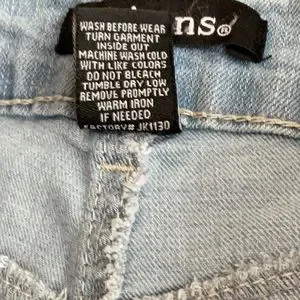 ns®
WASH BEFORE WEAR
TURN GARMENT
INSIDE OUT
MACHINE WASH COLD
WITH LIKE COLORS
DO NOT BLEACH
TUMBLE DRY LOW
REMOVE PROMPTLY
WARM IRON
IF NEEDED
FACTORY# JK1130